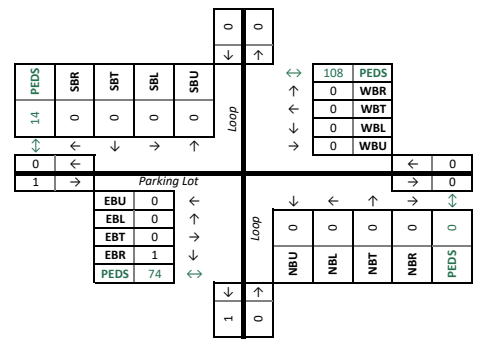 0 0
↓ ↑
PEDS SBR SBT SBL SBU
14 0 0 0 0
↕ ← ↓ → ↑
Loop
↔ 108 PEDS
↑ 0 WBR
← 0 WBT
↓ 0 WBL
→ 0 WBU
0 ←
1 →
Parking Lot
← 0
→ 0
EBU 0 ←
EBL 0 ↑
EBT 0 →
EBR 1 ↓
PEDS 74 ↔
Loop
↓ ← ↑ → ↕
0 0 0 0 0
NBU NBL NBT NBR PEDS
↓ ↑
1 0